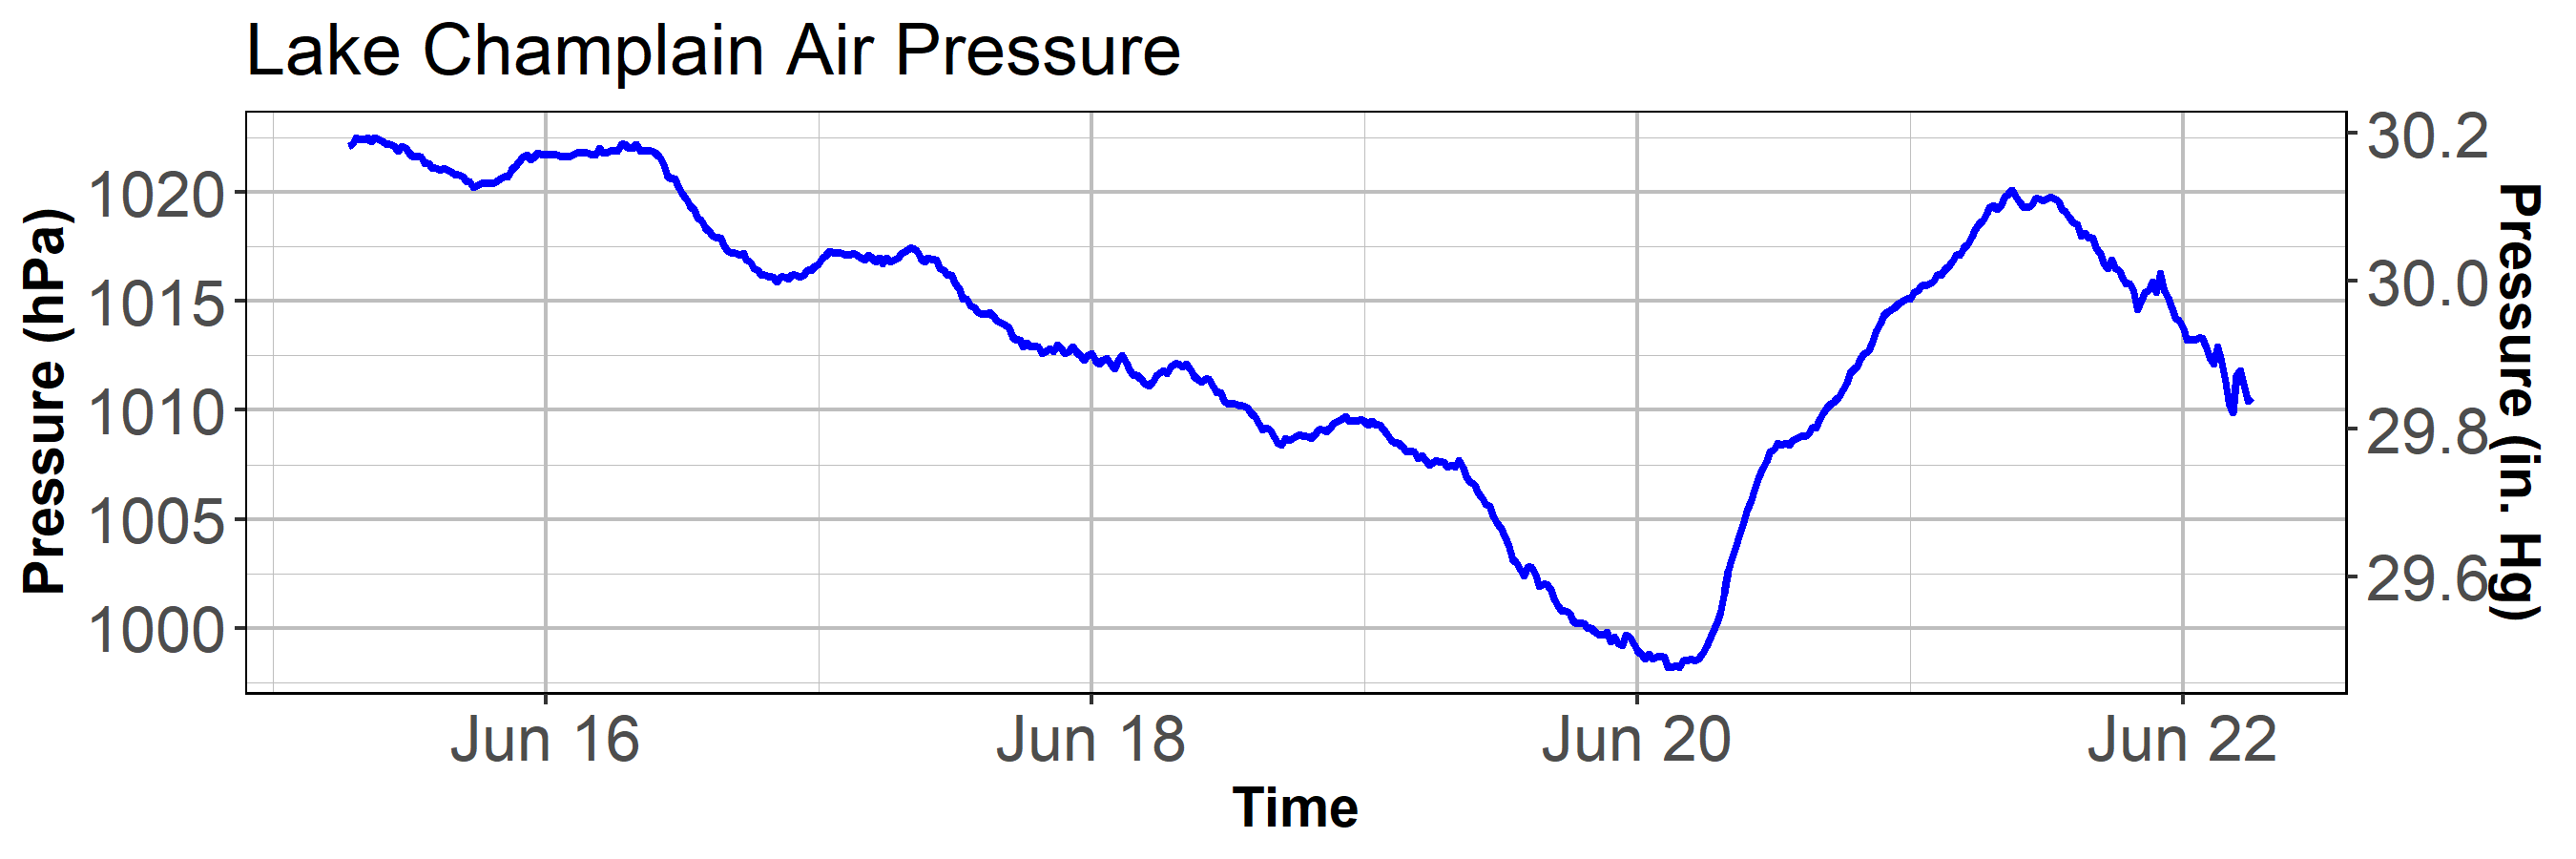 Lake Champlain Air Pressure
Pressure (hPa)
1020
1015
1010
1005
1000
30.2
30.0
29.8
29.6
Pressure (in. Hg)
Jun 16
Jun 18
Jun 20
Jun 22
Time